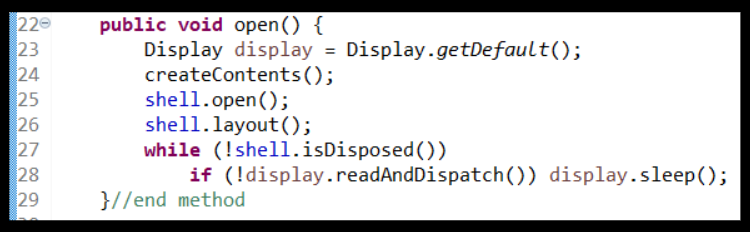 22 public void open() {
23 Display display = Display.getDefault();
24 createContents();
25 shell.open();
26 shell.layout();
27 while (!shell.isDisposed())
28 if (!display.readAndDispatch()) display.sleep();
29 }//end method